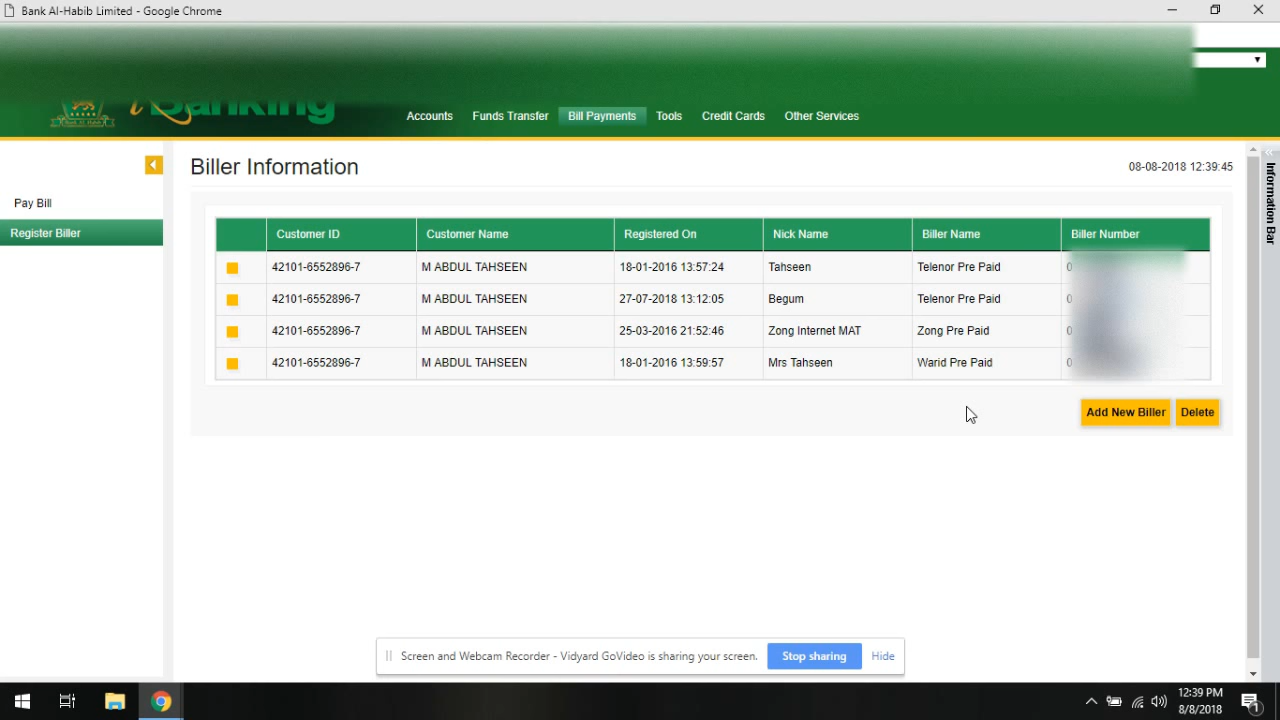 Bank Al-Habib Limited - Google Chrome
iBanking
Accounts Funds Transfer Bill Payments Tools Credit Cards Other Services
Biller Information
08-08-2018 12:39:45
Information Bar
Pay Bill
Register Biller
Customer ID Customer Name Registered On Nick Name Biller Name Biller Number
42101-6552896-7 M ABDUL TAHSEEN 18-01-2016 13:57:24 Tahseen Telenor Pre Paid 0
42101-6552896-7 M ABDUL TAHSEEN 27-07-2018 13:12:05 Begum Telenor Pre Paid 0
42101-6552896-7 M ABDUL TAHSEEN 25-03-2016 21:52:46 Zong Internet MAT Zong Pre Paid 0
42101-6552896-7 M ABDUL TAHSEEN 18-01-2016 13:59:57 Mrs Tahseen Warid Pre Paid 0
Add New Biller Delete
Screen and Webcam Recorder - Vidyard GoVideo is sharing your screen. Stop sharing Hide
12:39 PM
8/8/2018
1